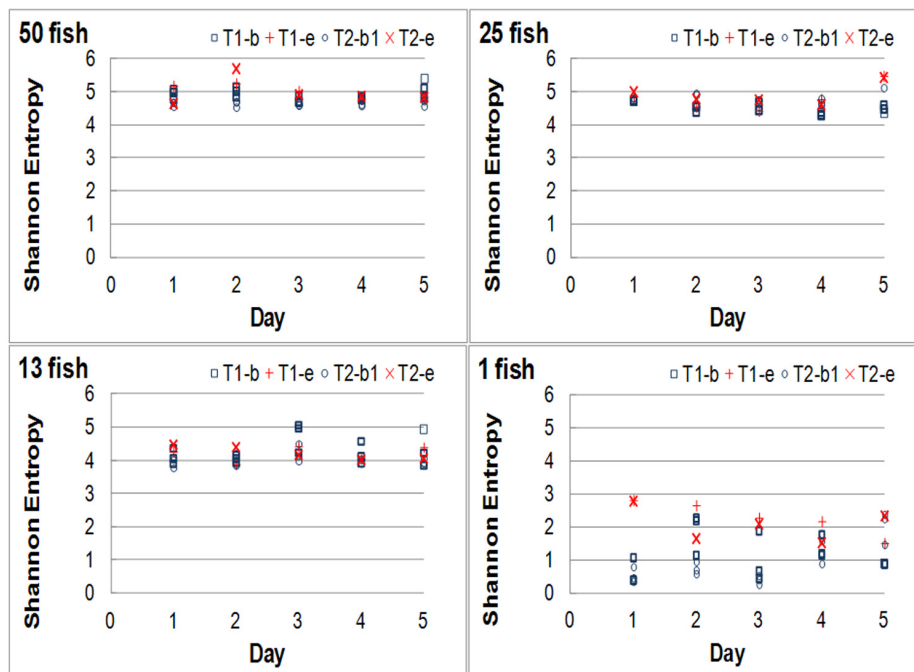 50 fish
□ T1-b + T1-e ○ T2-b1 × T2-e
Shannon Entropy
6
5
4
3
2
1
0
0 1 2 3 4 5
Day
25 fish
□ T1-b + T1-e ○ T2-b1 × T2-e
Shannon Entropy
6
5
4
3
2
1
0
0 1 2 3 4 5
Day
13 fish
□ T1-b + T1-e ○ T2-b1 × T2-e
Shannon Entropy
6
5
4
3
2
1
0
0 1 2 3 4 5
Day
1 fish
□ T1-b + T1-e ○ T2-b1 × T2-e
Shannon Entropy
6
5
4
3
2
1
0
0 1 2 3 4 5
Day